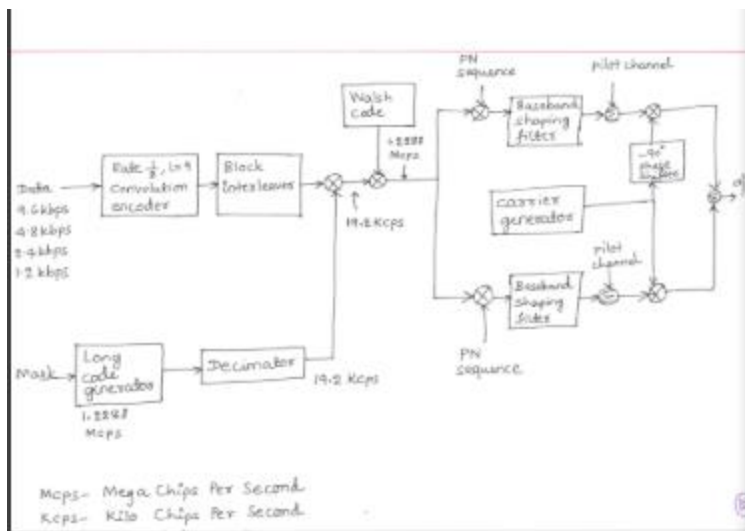 PN
sequence
pilot channel
Walsh
code
1.2288
Mcps
Baseband
shaping
filter
-90°
phase
Data
9.6 kbps
4.8 kbps
2.4 kbps
1.2 kbps
Rate 1/2, L=9
Convolution
encoder
Block
Interleaver
19.2 Kcps
carrier
generator
pilot
channel
Baseband
shaping
filter
PN
sequence
Mask
Long
code
generator
1.2288
Mcps
Decimator
19.2 Kcps
Mcps- Mega Chips Per Second
Kcps- Kilo Chips Per Second